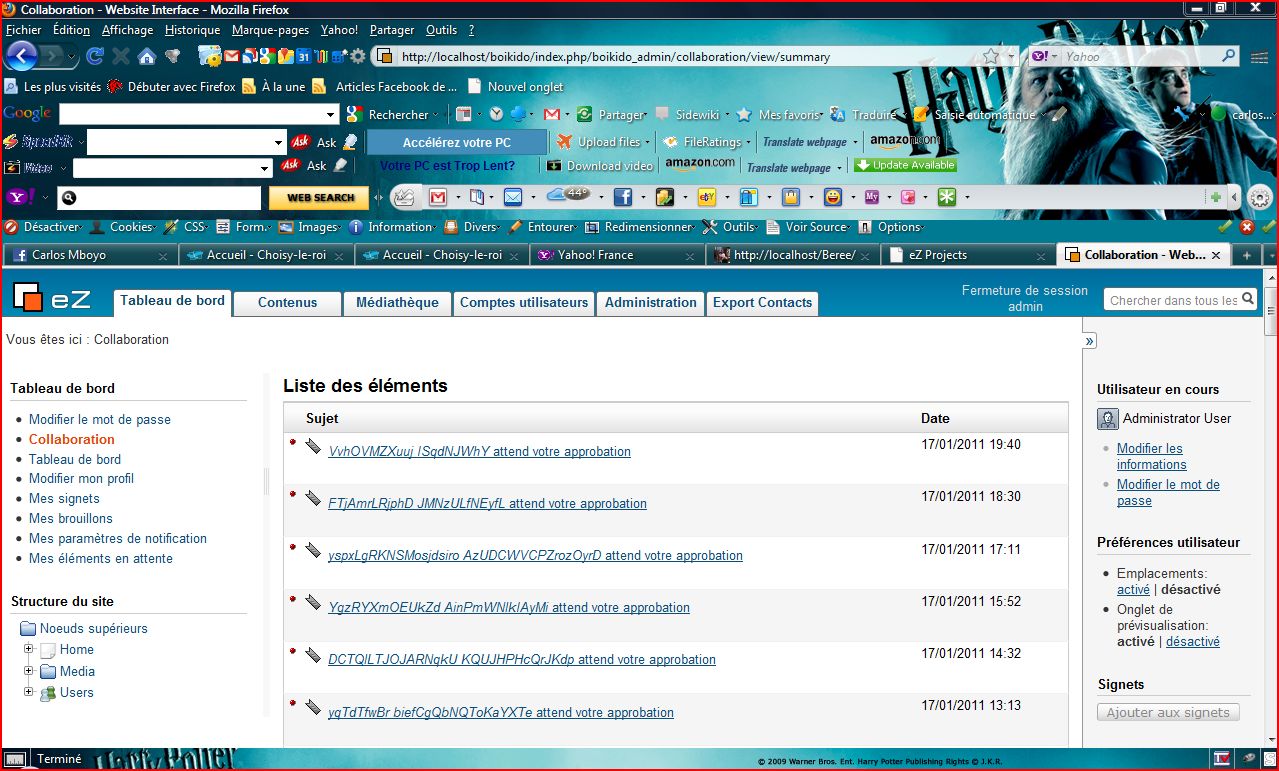 Collaboration - Website Interface - Mozilla Firefox
Fichier Édition Affichage Historique Marque-pages Yahoo! Partager Outils ?
http://localhost/boikido/index.php/boikido_admin/collaboration/view/summary
Yahoo
Les plus visités Débuter avec Firefox À la une Articles Facebook de ... Nouvel onglet
Google Rechercher Partager Sidewiki Mes favoris Traduire Saisie automatique carlos...
SpeedBit Ask Ask Accélérez votre PC Upload files FileRatings Translate webpage amazon.com
Video Ask Ask Votre PC est Trop Lent? Download video amazon.com Translate webpage Update Available
Y! WEB SEARCH 44° My
Désactiver Cookies CSS Form. Images Information Divers Entourer Redimensionner Outils Voir Source Options
Carlos Mboyo Accueil - Choisy-le-roi Accueil - Choisy-le-roi Yahoo! France http://localhost/Beree/ eZ Projects Collaboration - Web...
eZ
Tableau de bord Contenus Médiathèque Comptes utilisateurs Administration Export Contacts
Fermeture de session
admin
Chercher dans tous les
Vous êtes ici : Collaboration
»
Tableau de bord
Modifier le mot de passe
Collaboration
Tableau de bord
Modifier mon profil
Mes signets
Mes brouillons
Mes paramètres de notification
Mes éléments en attente
Structure du site
Noeuds supérieurs
Home
Media
Users
Liste des éléments
Sujet Date
VvhOVMZXuuj lSqdNJWhY attend votre approbation 17/01/2011 19:40
FTjAmrLRjphD JMNzULfNEyfL attend votre approbation 17/01/2011 18:30
yspxLgRKNSMosjdsiro AzUDCWVCPZrozOyrD attend votre approbation 17/01/2011 17:11
YgzRYXmOEUkZd AinPmWNlklAyMi attend votre approbation 17/01/2011 15:52
DCTQILTJOJARNqkU KQUJHPHcQrJKdp attend votre approbation 17/01/2011 14:32
yqTdTfwBr biefCgQbNQToKaYXTe attend votre approbation 17/01/2011 13:13
Utilisateur en cours
Administrator User
Modifier les
informations
Modifier le mot de
passe
Préférences utilisateur
Emplacements:
activé | désactivé
Onglet de
prévisualisation:
activé | désactivé
Signets
Ajouter aux signets
Terminé
Harry Potter
© 2009 Warner Bros. Ent. Harry Potter Publishing Rights © J.K.R.